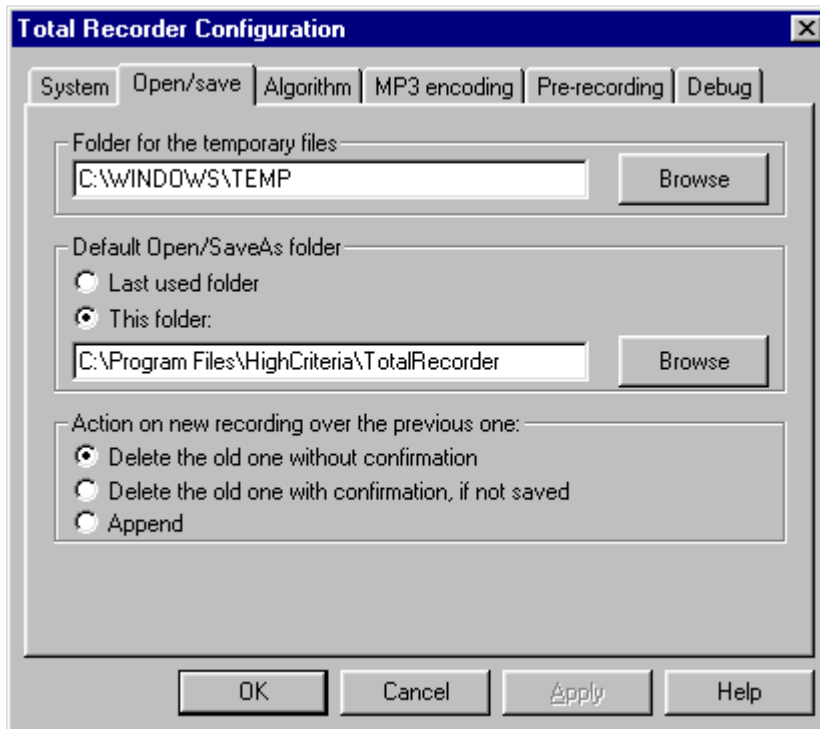 Total Recorder Configuration
System Open/save Algorithm MP3 encoding Pre-recording Debug
Folder for the temporary files
C:\WINDOWS\TEMP Browse
Default Open/SaveAs folder
Last used folder
This folder:
C:\Program Files\HighCriteria\TotalRecorder Browse
Action on new recording over the previous one:
Delete the old one without confirmation
Delete the old one with confirmation, if not saved
Append
OK Cancel Apply Help